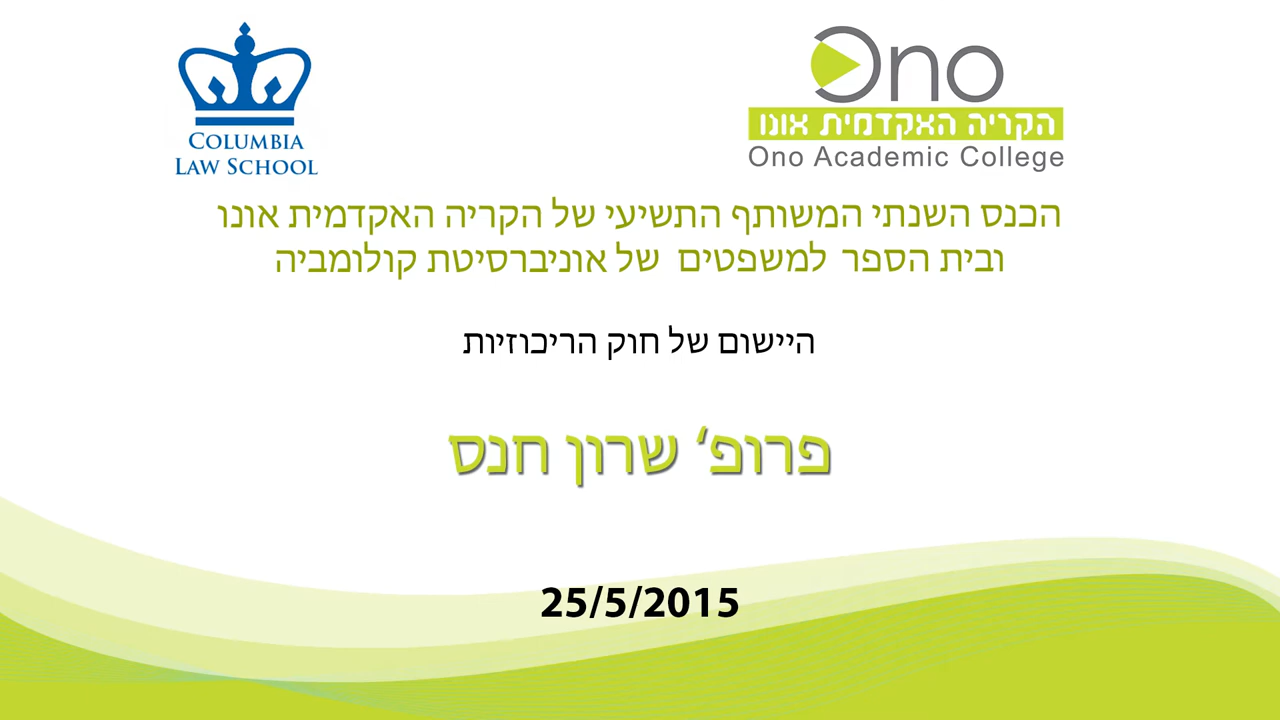 COLUMBIA
LAW SCHOOL
Ono
הקריה האקדמית אונו
Ono Academic College
הכנס השנתי המשותף התשיעי של הקריה האקדמית אונו
ובית הספר למשפטים של אוניברסיטת קולומביה
היישום של חוק הריכוזיות
פרופ' שרון חנס
25/5/2015